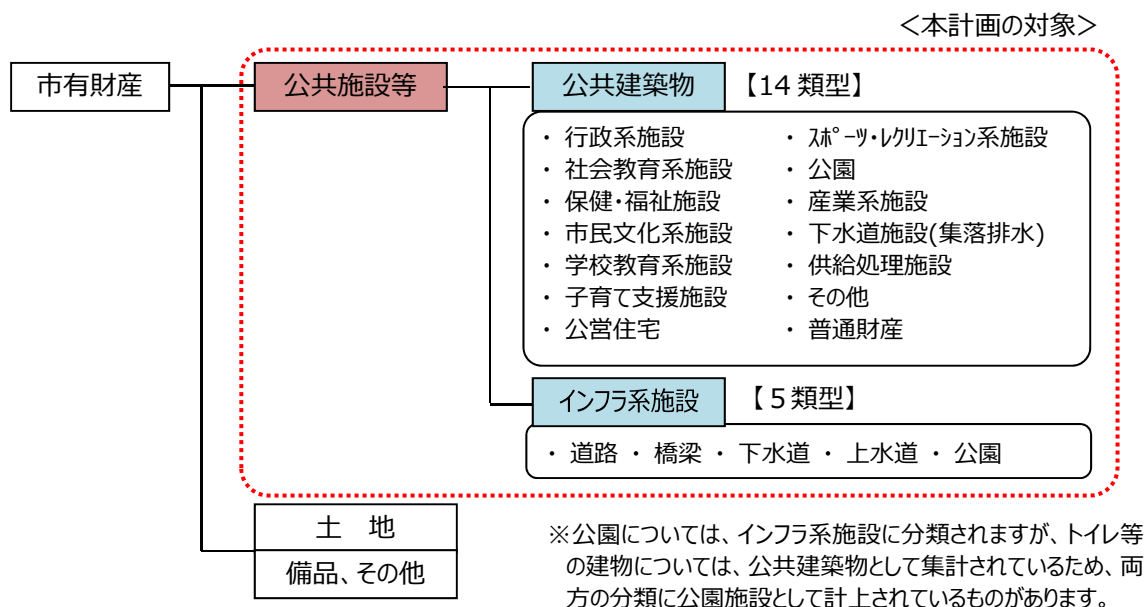 ＜本計画の対象＞
市有財産
公共施設等
公共建築物
【14 類型】
・ 行政系施設
・ 社会教育系施設
・ 保健・福祉施設
・ 市民文化系施設
・ 学校教育系施設
・ 子育て支援施設
・ 公営住宅
・ ｽﾎﾟｰﾂ・ﾚｸﾘｴｰｼｮﾝ系施設
・ 公園
・ 産業系施設
・ 下水道施設(集落排水)
・ 供給処理施設
・ その他
・ 普通財産
インフラ系施設
【５類型】
・ 道路 ・ 橋梁 ・ 下水道 ・ 上水道 ・ 公園
土　地
備品、その他
※公園については、インフラ系施設に分類されますが、トイレ等
の建物については、公共建築物として集計されているため、両
方の分類に公園施設として計上されているものがあります。